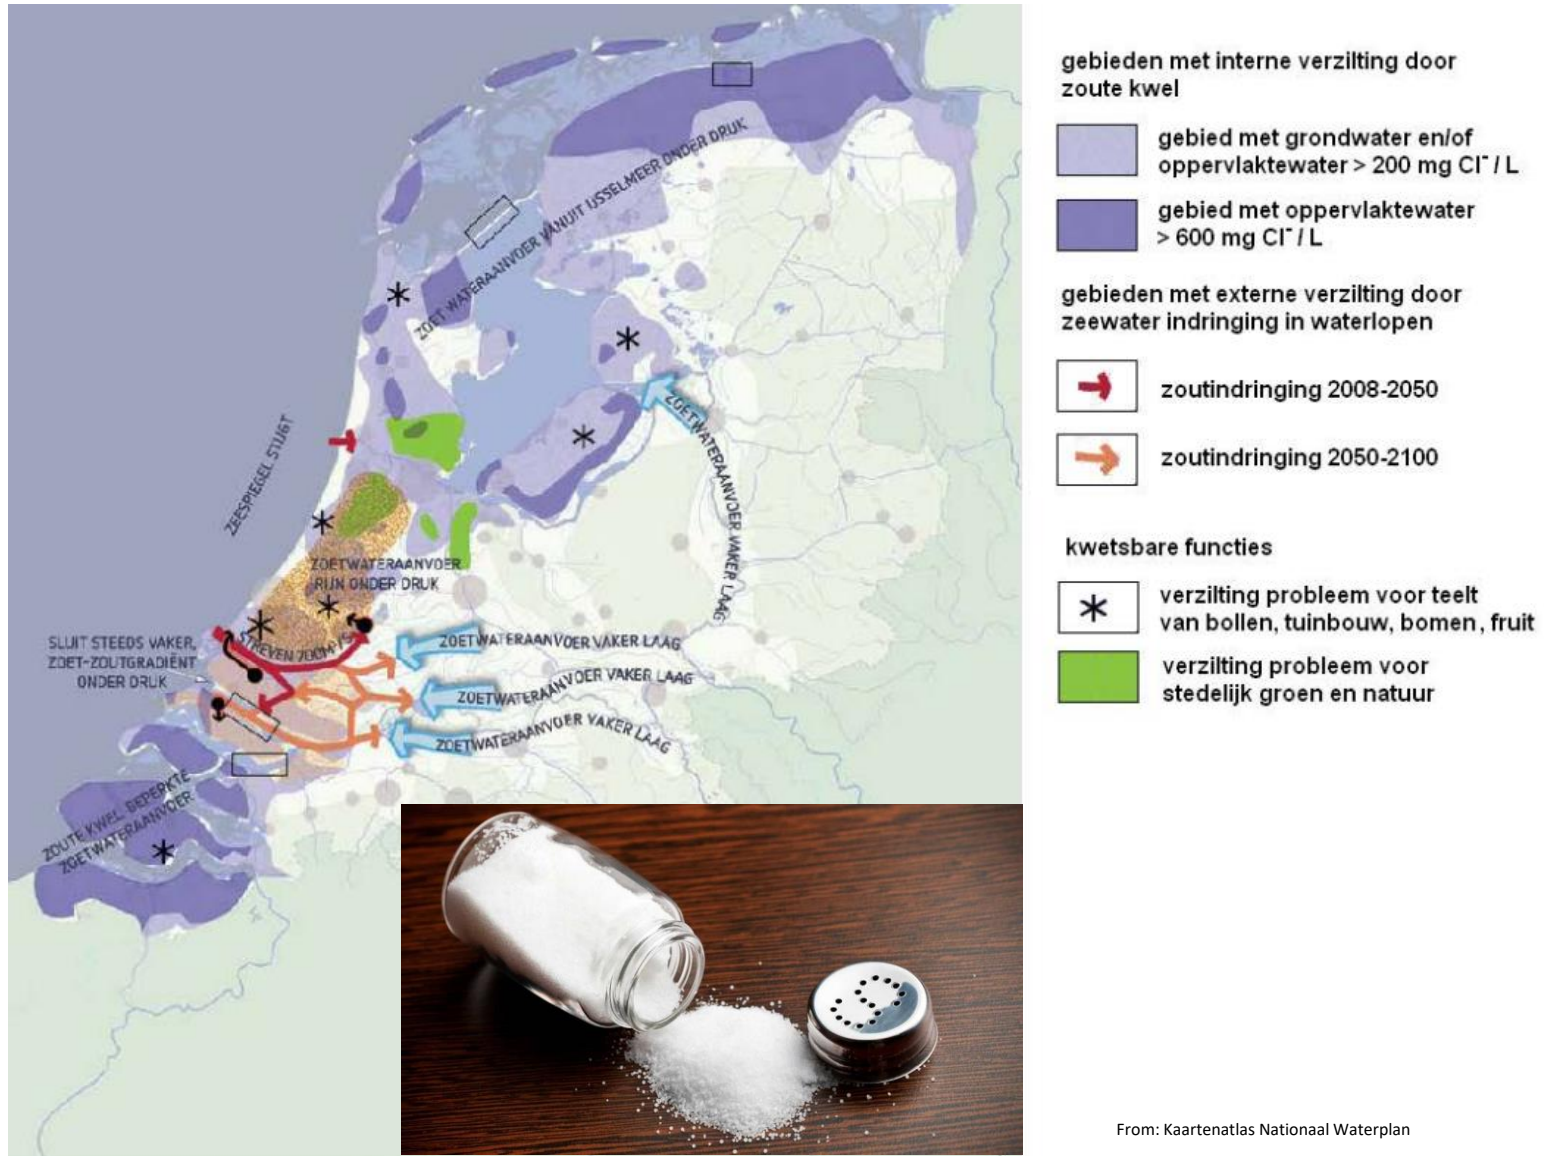 ZOET WATERAANVOER VANUIT IJSSELMEER ONDER DRUK
ZEESPIEGEL STIJGT
ZOETWATERAANVOER VAKER LAAG
ZOETWATERAANVOER
RIJN ONDER DRUK
STREVEN 700M³/S
SLUIT STEEDS VAKER,
ZOET-ZOUTGRADIËNT
ONDER DRUK
ZOETWATERAANVOER VAKER LAAG
ZOETWATERAANVOER VAKER LAAG
ZOETWATERAANVOER VAKER LAAG
ZOUTE KWEL, BEPERKTE
ZOETWATERAANVOER
gebieden met interne verzilting door
zoute kwel
gebied met grondwater en/of
oppervlaktewater > 200 mg Cl⁻ / L
gebied met oppervlaktewater
> 600 mg Cl⁻ / L
gebieden met externe verzilting door
zeewater indringing in waterlopen
zoutindringing 2008-2050
zoutindringing 2050-2100
kwetsbare functies
verzilting probleem voor teelt
van bollen, tuinbouw, bomen, fruit
verzilting probleem voor
stedelijk groen en natuur
From: Kaartenatlas Nationaal Waterplan